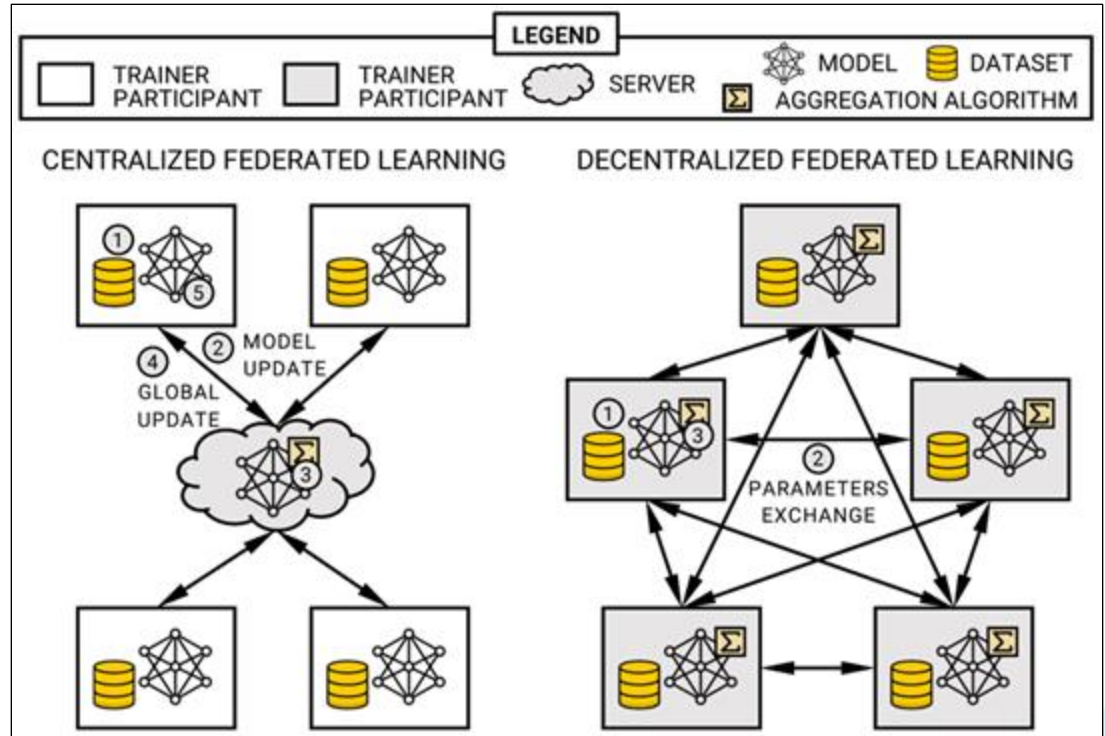 LEGEND
TRAINER PARTICIPANT
TRAINER PARTICIPANT
SERVER
MODEL
DATASET
Σ AGGREGATION ALGORITHM
CENTRALIZED FEDERATED LEARNING
1
5
2 MODEL
UPDATE
4
GLOBAL
UPDATE
Σ
3
DECENTRALIZED FEDERATED LEARNING
Σ
1
Σ
3
Σ
2
PARAMETERS
EXCHANGE
Σ
Σ